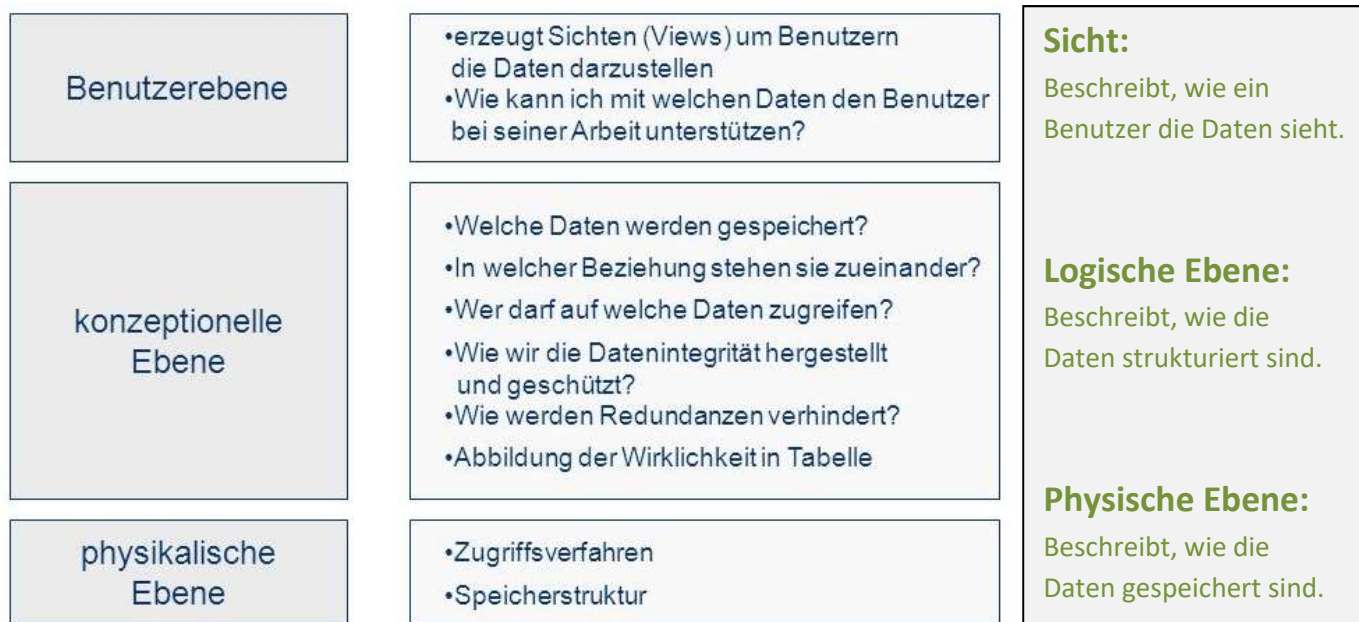 Benutzerebene
•erzeugt Sichten (Views) um Benutzern
die Daten darzustellen
•Wie kann ich mit welchen Daten den Benutzer
bei seiner Arbeit unterstützen?
Sicht:
Beschreibt, wie ein
Benutzer die Daten sieht.
konzeptionelle
Ebene
•Welche Daten werden gespeichert?
•In welcher Beziehung stehen sie zueinander?
•Wer darf auf welche Daten zugreifen?
•Wie wir die Datenintegrität hergestellt
und geschützt?
•Wie werden Redundanzen verhindert?
•Abbildung der Wirklichkeit in Tabelle
Logische Ebene:
Beschreibt, wie die
Daten strukturiert sind.
physikalische
Ebene
•Zugriffsverfahren
•Speicherstruktur
Physische Ebene:
Beschreibt, wie die
Daten gespeichert sind.